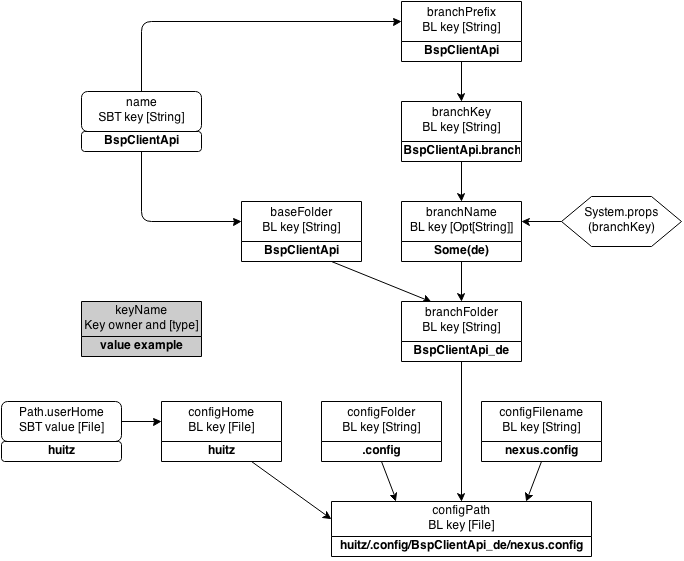 branchPrefix
BL key [String]
BspClientApi
name
SBT key [String]
BspClientApi
branchKey
BL key [String]
BspClientApi.branch
baseFolder
BL key [String]
BspClientApi
branchName
BL key [Opt[String]]
Some(de)
System.props
(branchKey)
keyName
Key owner and [type]
value example
branchFolder
BL key [String]
BspClientApi_de
Path.userHome
SBT value [File]
huitz
configHome
BL key [File]
huitz
configFolder
BL key [String]
.config
configFilename
BL key [String]
nexus.config
configPath
BL key [File]
huitz/.config/BspClientApi_de/nexus.config